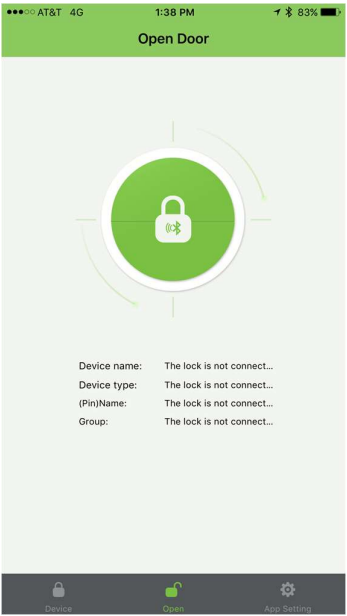 AT&T 4G 1:38 PM 83%
Open Door
Device name: The lock is not connect...
Device type: The lock is not connect...
(Pin)Name: The lock is not connect...
Group: The lock is not connect...
Device Open App Setting